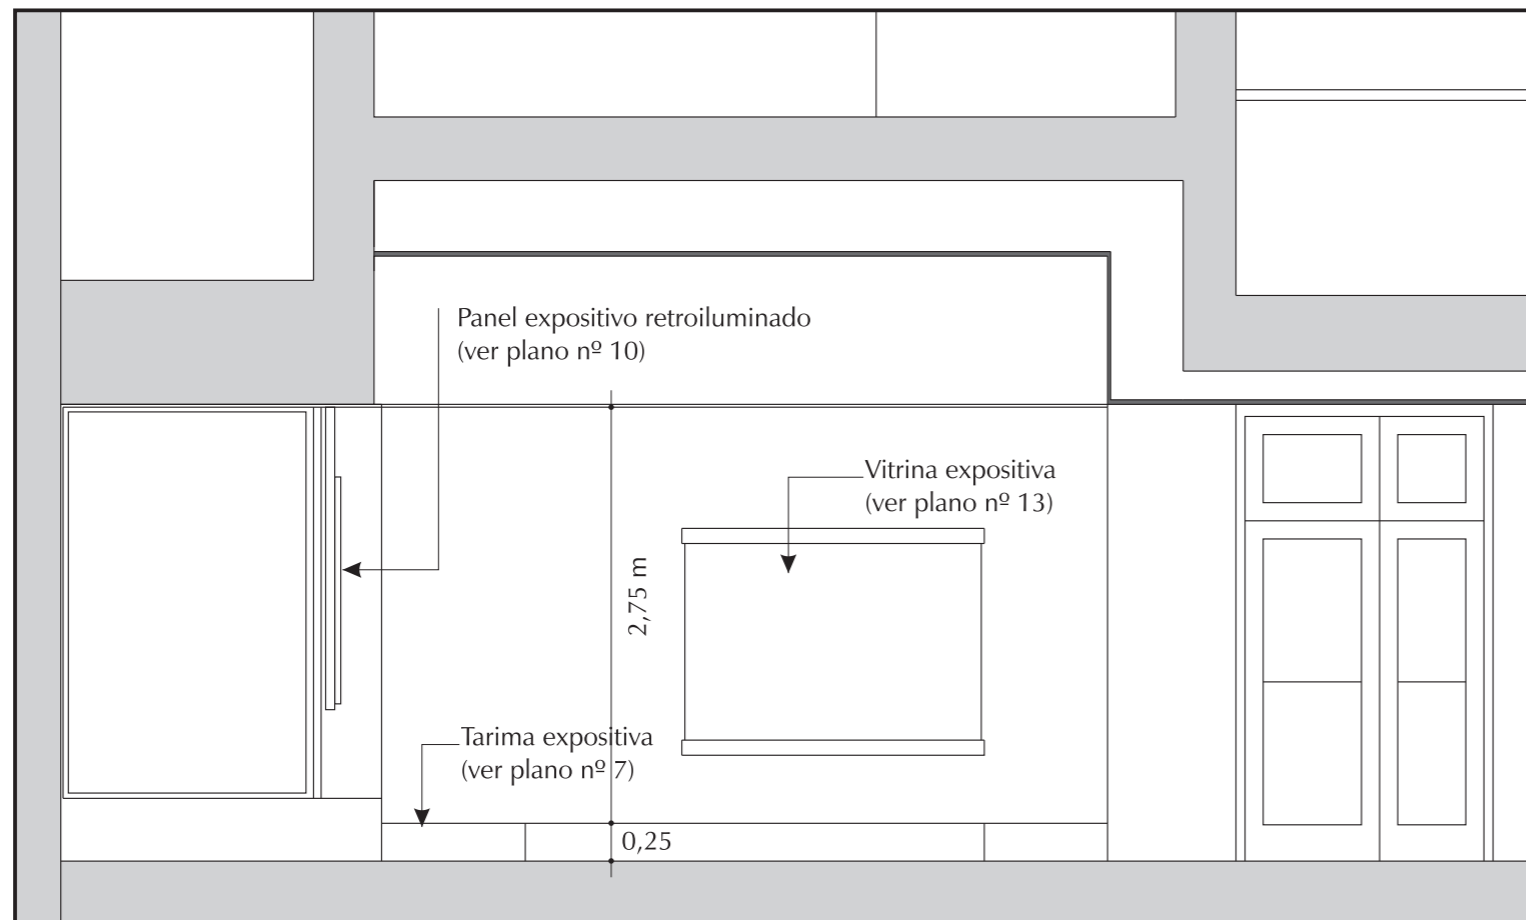 Panel expositivo retroiluminado
(ver plano nº 10)
Vitrina expositiva
(ver plano nº 13)
2,75 m
Tarima expositiva
(ver plano nº 7)
0,25